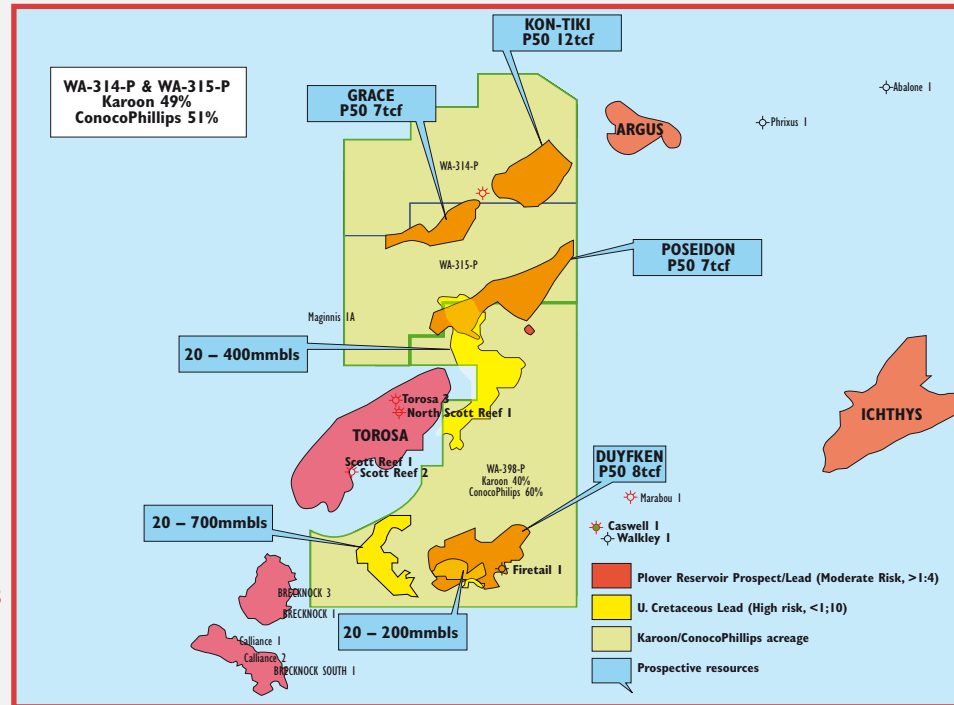 KON-TIKI
P50 12tcf
WA-314-P & WA-315-P
Karoon 49%
ConocoPhillips 51%
GRACE
P50 7tcf
Abalone 1
Phrixus 1
ARGUS
WA-314-P
POSEIDON
P50 7tcf
WA-315-P
Maginnis 1A
20 – 400mmbls
Torosa 3
North Scott Reef 1
TOROSA
ICHTHYS
Scott Reef 1
Scott Reef 2
WA-398-P
Karoon 40%
ConocoPhilips 60%
DUYFKEN
P50 8tcf
Marabou 1
20 – 700mmbls
Caswell 1
Walkley 1
Firetail 1
Plover Reservoir Prospect/Lead (Moderate Risk, >1:4)
BRECKNOCK 3
BRECKNOCK 1
U. Cretaceous Lead (High risk, <1;10)
20 – 200mmbls
Karoon/ConocoPhillips acreage
Calliance 1
Calliance 2
BRECKNOCK SOUTH 1
Prospective resources